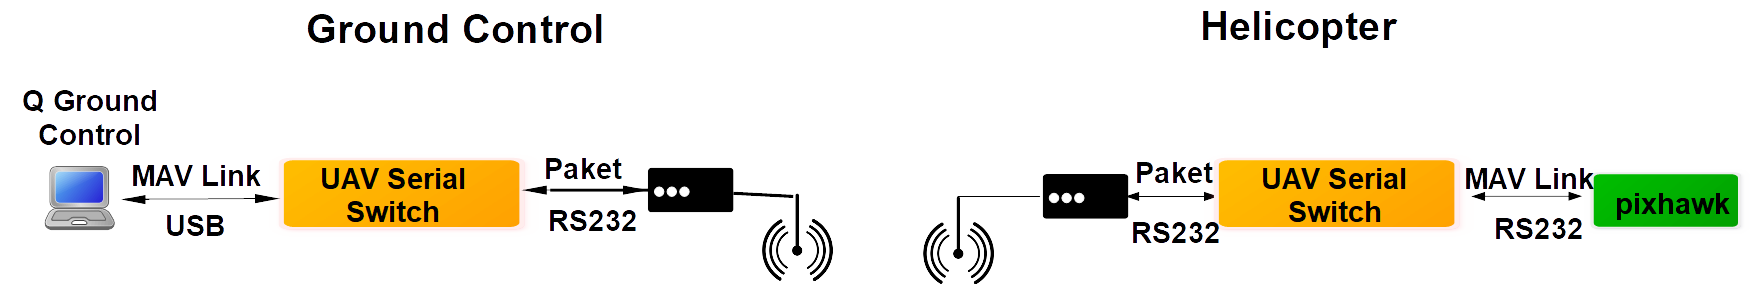 Ground Control
Helicopter
Q Ground
Control
MAV Link
USB
UAV Serial
Switch
Paket
RS232
Paket
RS232
UAV Serial
Switch
MAV Link
RS232
pixhawk